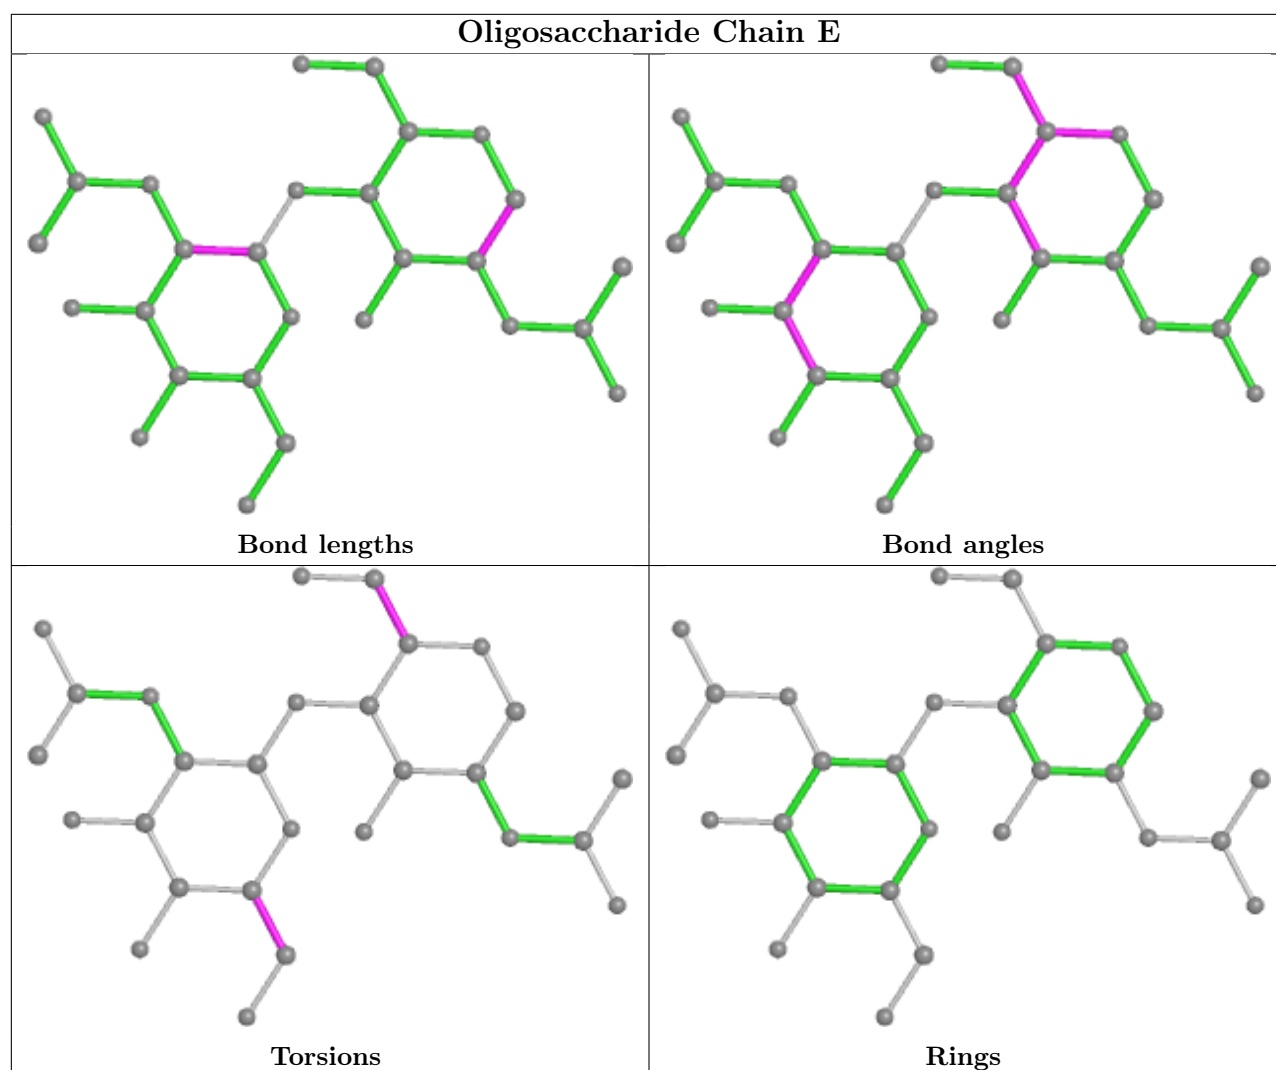 Oligosaccharide Chain E
Bond lengths
Bond angles
Torsions
Rings